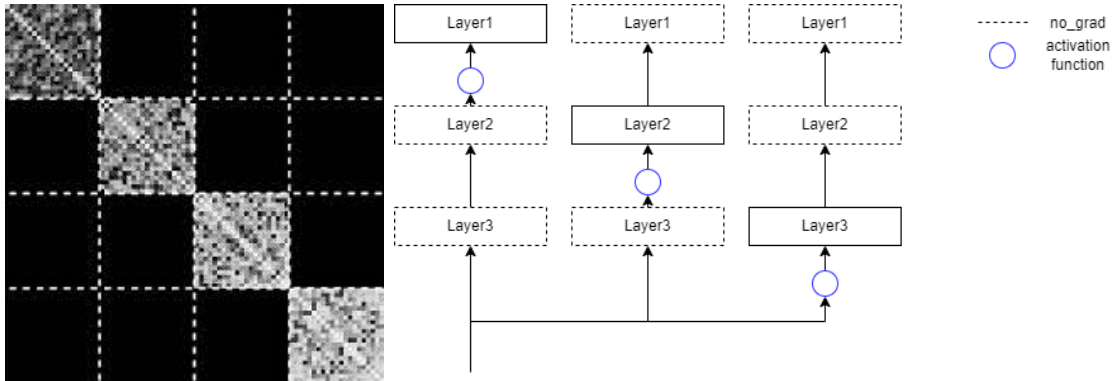 Layer1
Layer1
Layer1
no_grad
activation
function
Layer2
Layer2
Layer2
Layer3
Layer3
Layer3